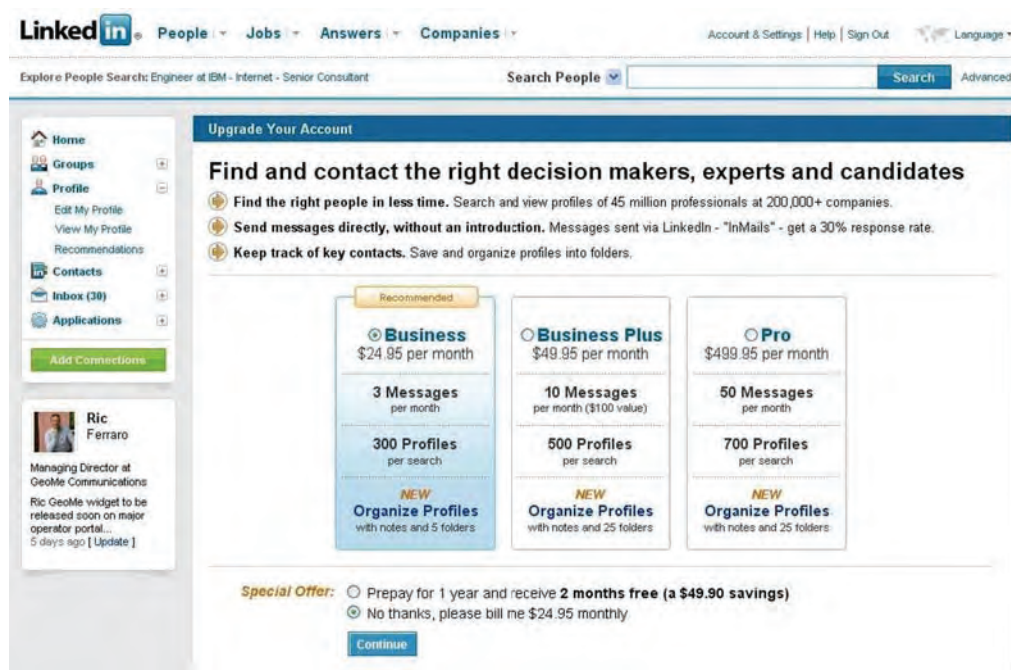 Linked in ® People Jobs Answers Companies Account & Settings | Help | Sign Out Language
Explore People Search: Engineer at IBM - Internet - Senior Consultant Search People Search Advanced
Home
Groups
Profile
Edit My Profile
View My Profile
Recommendations
Contacts
Inbox (30)
Applications
Add Connections
Ric
Ferraro
Managing Director at
GeoMe Communications
Ric GeoMe widget to be
released soon on major
operator portal...
5 days ago [ Update ]
Upgrade Your Account
Find and contact the right decision makers, experts and candidates
Find the right people in less time. Search and view profiles of 45 million professionals at 200,000+ companies.
Send messages directly, without an introduction. Messages sent via LinkedIn - "InMails" - get a 30% response rate.
Keep track of key contacts. Save and organize profiles into folders.
Recommended
Business
$24.95 per month
3 Messages
per month
300 Profiles
per search
NEW
Organize Profiles
with notes and 5 folders
Business Plus
$49.95 per month
10 Messages
per month ($100 value)
500 Profiles
per search
NEW
Organize Profiles
with notes and 25 folders
Pro
$499.95 per month
50 Messages
per month
700 Profiles
per search
NEW
Organize Profiles
with notes and 25 folders
Special Offer: Prepay for 1 year and receive 2 months free (a $49.90 savings)
No thanks, please bill me $24.95 monthly
Continue